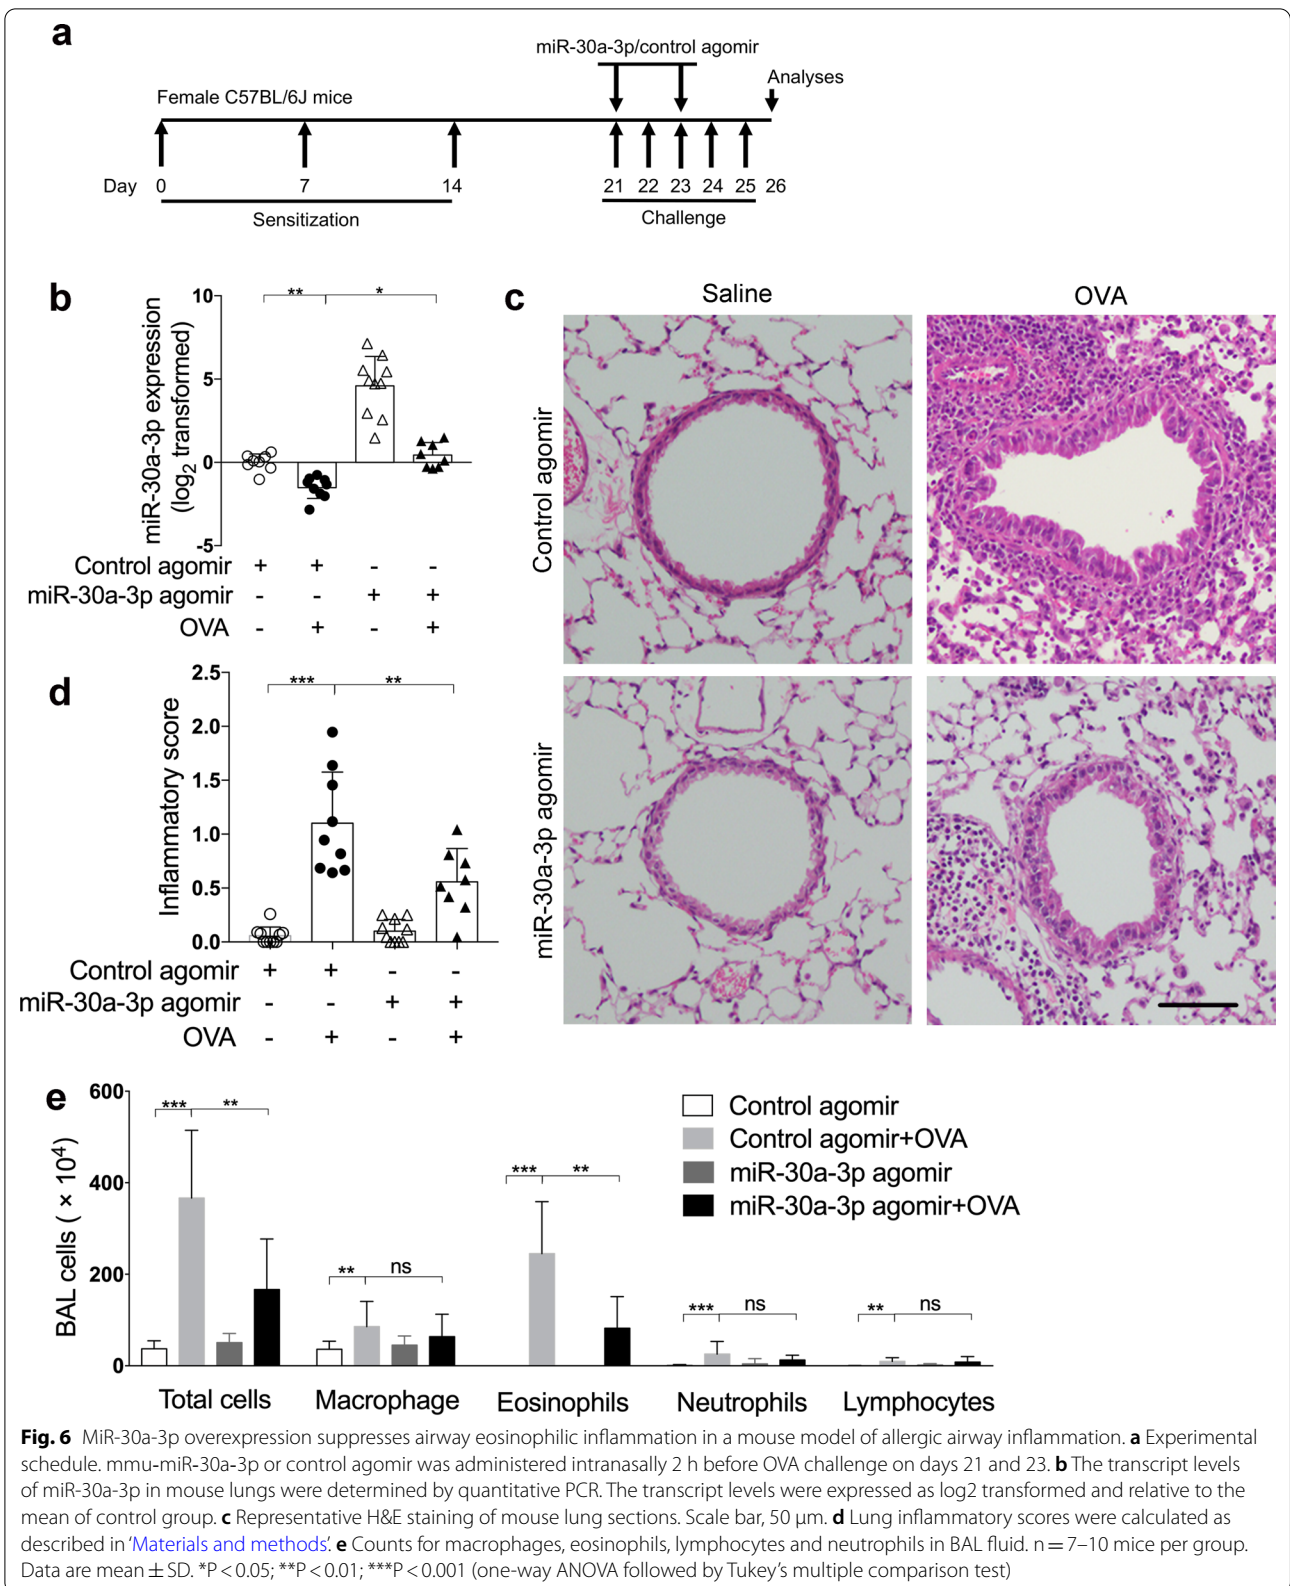 a
miR-30a-3p/control agomir
Analyses
Female C57BL/6J mice
Day 0 7 14 21 22 23 24 25 26
Sensitization Challenge
b
miR-30a-3p expression
(log2 transformed)
10
5
0
-5
** *
Control agomir + + - -
miR-30a-3p agomir - - + +
OVA - + - +
c
Saline OVA
Control agomir
miR-30a-3p agomir
d
Inflammatory score
2.5
2.0
1.5
1.0
0.5
0.0
*** **
Control agomir + + - -
miR-30a-3p agomir - - + +
OVA - + - +
e
BAL cells ( × 10⁴)
600
400
200
0
*** **
** ns
*** **
*** ns
** ns
Control agomir
Control agomir+OVA
miR-30a-3p agomir
miR-30a-3p agomir+OVA
Total cells Macrophage Eosinophils Neutrophils Lymphocytes
Fig. 6 MiR-30a-3p overexpression suppresses airway eosinophilic inflammation in a mouse model of allergic airway inflammation. a Experimental
schedule. mmu-miR-30a-3p or control agomir was administered intranasally 2 h before OVA challenge on days 21 and 23. b The transcript levels
of miR-30a-3p in mouse lungs were determined by quantitative PCR. The transcript levels were expressed as log2 transformed and relative to the
mean of control group. c Representative H&E staining of mouse lung sections. Scale bar, 50 μm. d Lung inflammatory scores were calculated as
described in 'Materials and methods'. e Counts for macrophages, eosinophils, lymphocytes and neutrophils in BAL fluid. n = 7–10 mice per group.
Data are mean ± SD. *P < 0.05; **P < 0.01; ***P < 0.001 (one-way ANOVA followed by Tukey's multiple comparison test)